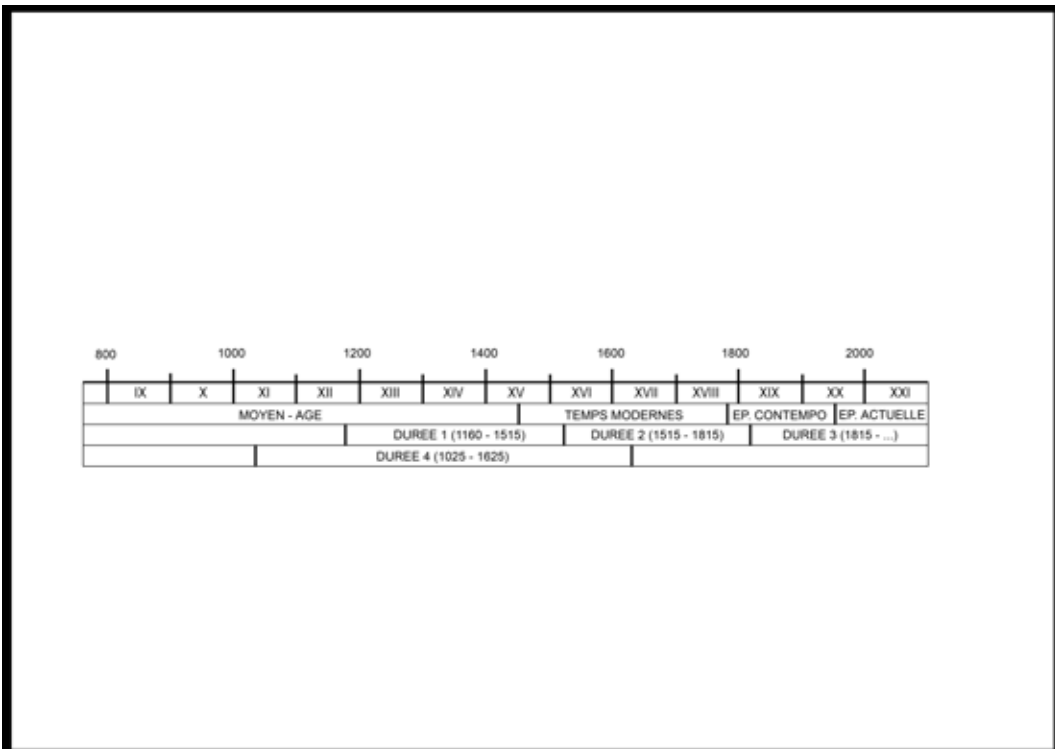 800 1000 1200 1400 1600 1800 2000
IX X XI XII XIII XIV XV XVI XVII XVIII XIX XX XXI
MOYEN - AGE TEMPS MODERNES EP. CONTEMPO EP. ACTUELLE
DUREE 1 (1160 - 1515) DUREE 2 (1515 - 1815) DUREE 3 (1815 - ...)
DUREE 4 (1025 - 1625)